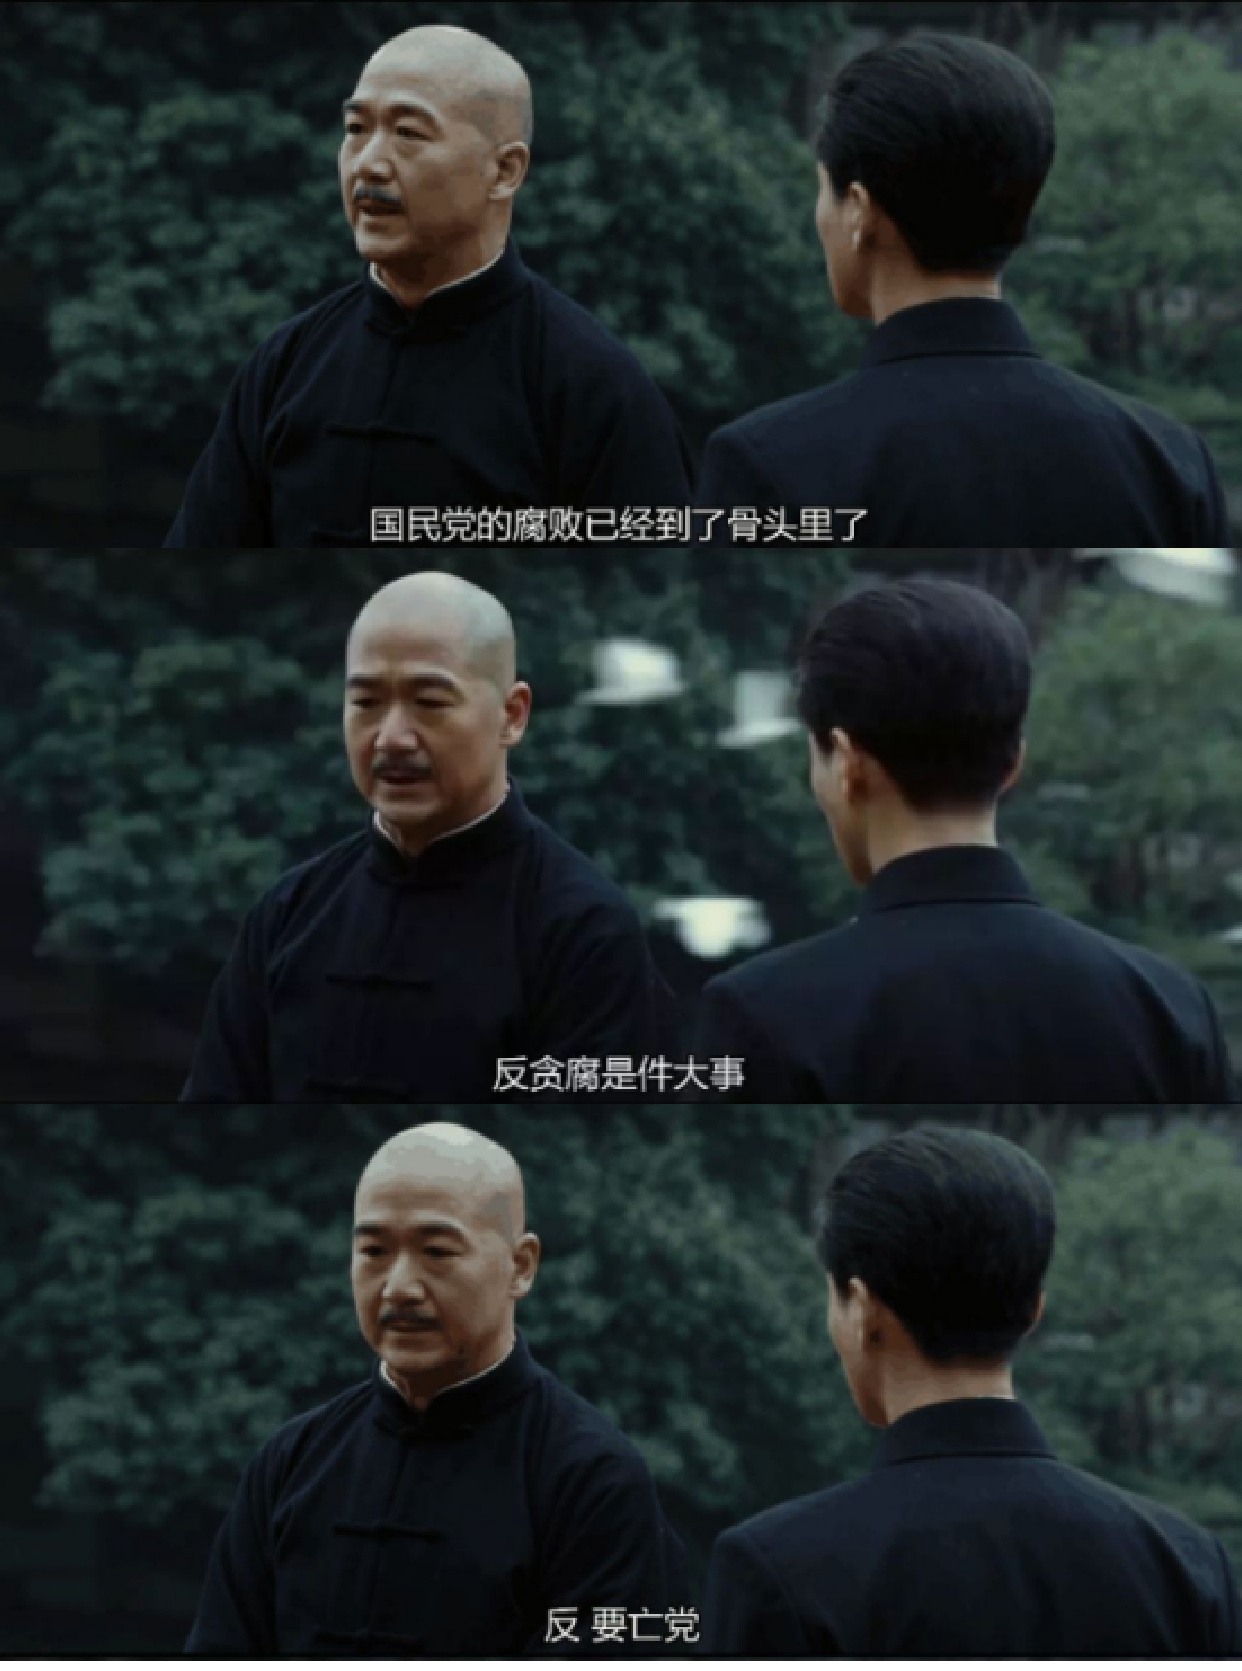 国民党的腐败已经到了骨头里了
反贪腐是件大事
反 要亡党